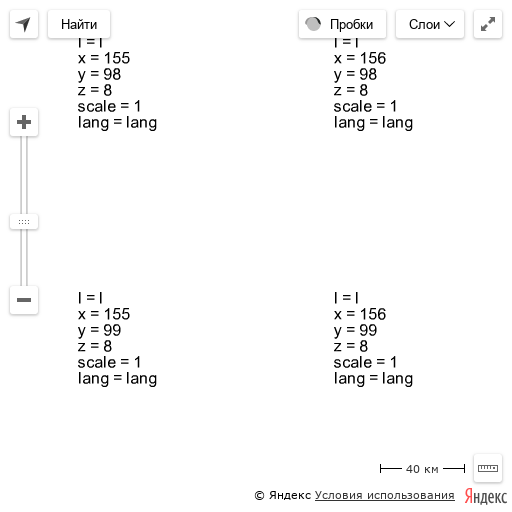 Найти
Пробки
Слои
l = l
x = 155
y = 98
z = 8
scale = 1
lang = lang
l = l
x = 156
y = 98
z = 8
scale = 1
lang = lang
l = l
x = 155
y = 99
z = 8
scale = 1
lang = lang
l = l
x = 156
y = 99
z = 8
scale = 1
lang = lang
40 км
© Яндекс Условия использования Яндекс